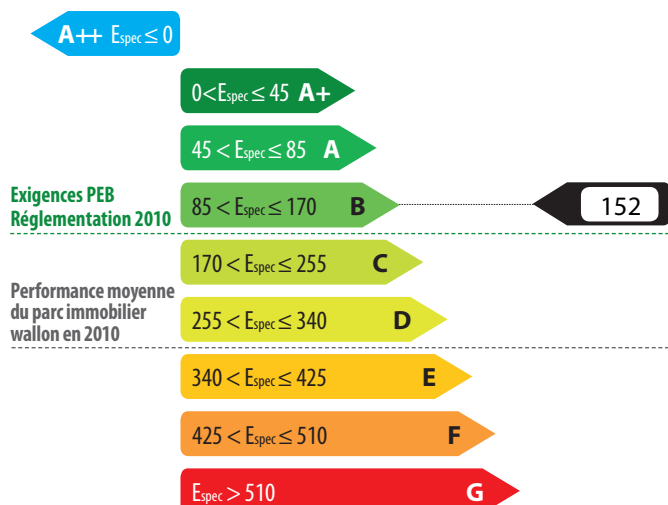 A++ Espec ≤ 0
0<Espec ≤ 45 A+
45 < Espec ≤ 85 A
Exigences PEB
Réglementation 2010
85 < Espec ≤ 170 B
152
170 < Espec ≤ 255 C
Performance moyenne
du parc immobilier
wallon en 2010
255 < Espec ≤ 340 D
340 < Espec ≤ 425 E
425 < Espec ≤ 510 F
Espec > 510 G